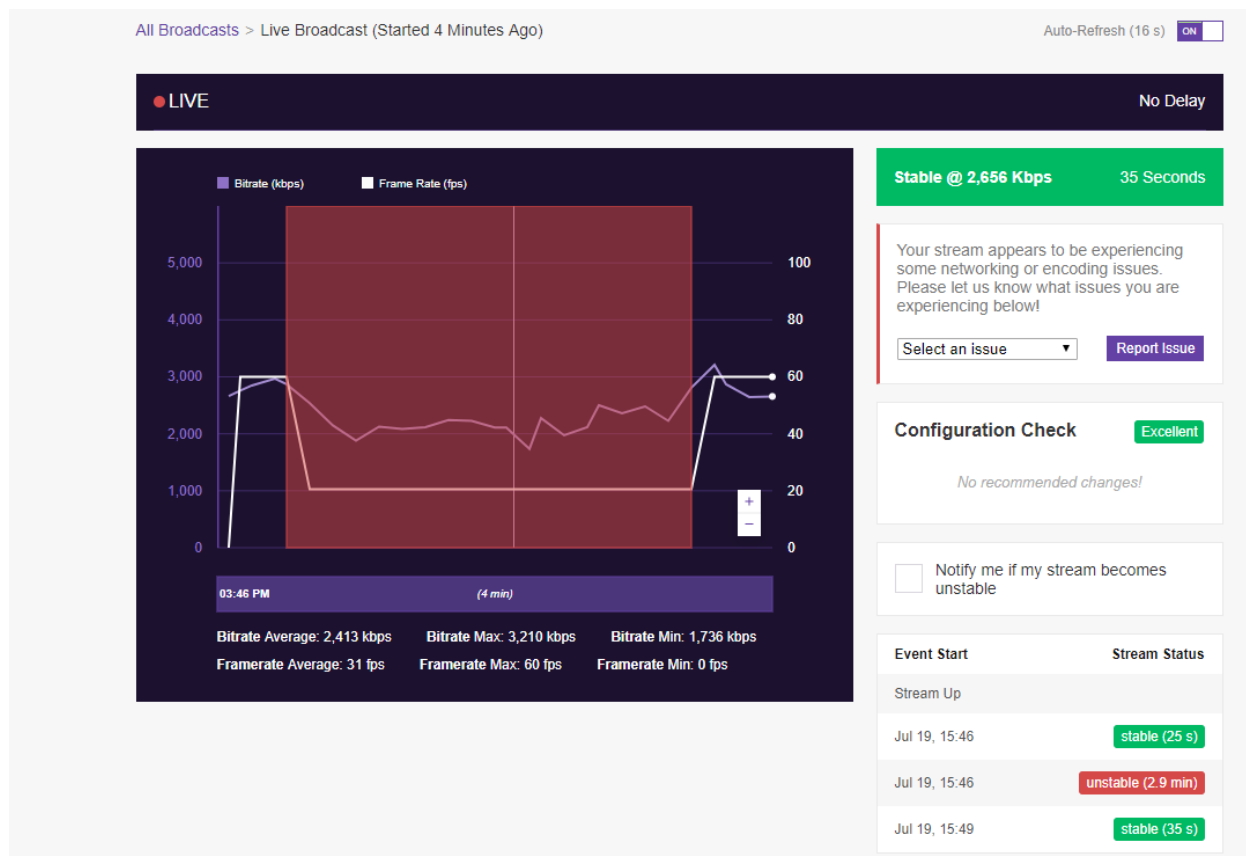 All Broadcasts > Live Broadcast (Started 4 Minutes Ago)
Auto-Refresh (16 s) ON
LIVE
No Delay
Bitrate (kbps)
Frame Rate (fps)
5,000
4,000
3,000
2,000
1,000
0
100
80
60
40
20
0
+
−
03:46 PM
(4 min)
Bitrate Average: 2,413 kbps Bitrate Max: 3,210 kbps Bitrate Min: 1,736 kbps
Framerate Average: 31 fps Framerate Max: 60 fps Framerate Min: 0 fps
Stable @ 2,656 Kbps 35 Seconds
Your stream appears to be experiencing
some networking or encoding issues.
Please let us know what issues you are
experiencing below!
Select an issue
Report Issue
Configuration Check Excellent
No recommended changes!
Notify me if my stream becomes
unstable
Event Start Stream Status
Stream Up
Jul 19, 15:46 stable (25 s)
Jul 19, 15:46 unstable (2.9 min)
Jul 19, 15:49 stable (35 s)